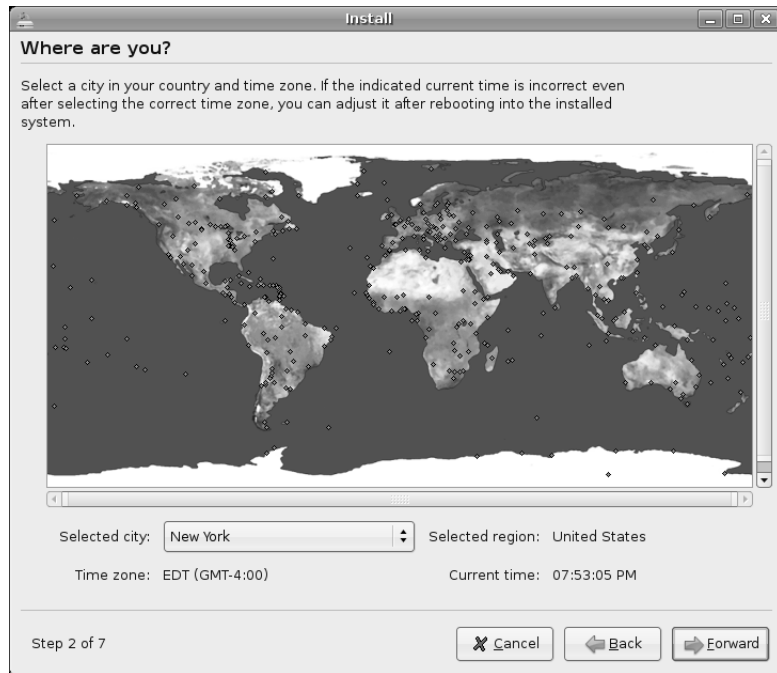 Install
Where are you?
Select a city in your country and time zone. If the indicated current time is incorrect even
after selecting the correct time zone, you can adjust it after rebooting into the installed
system.
Selected city: New York Selected region: United States
Time zone: EDT (GMT-4:00) Current time: 07:53:05 PM
Step 2 of 7 Cancel Back Forward